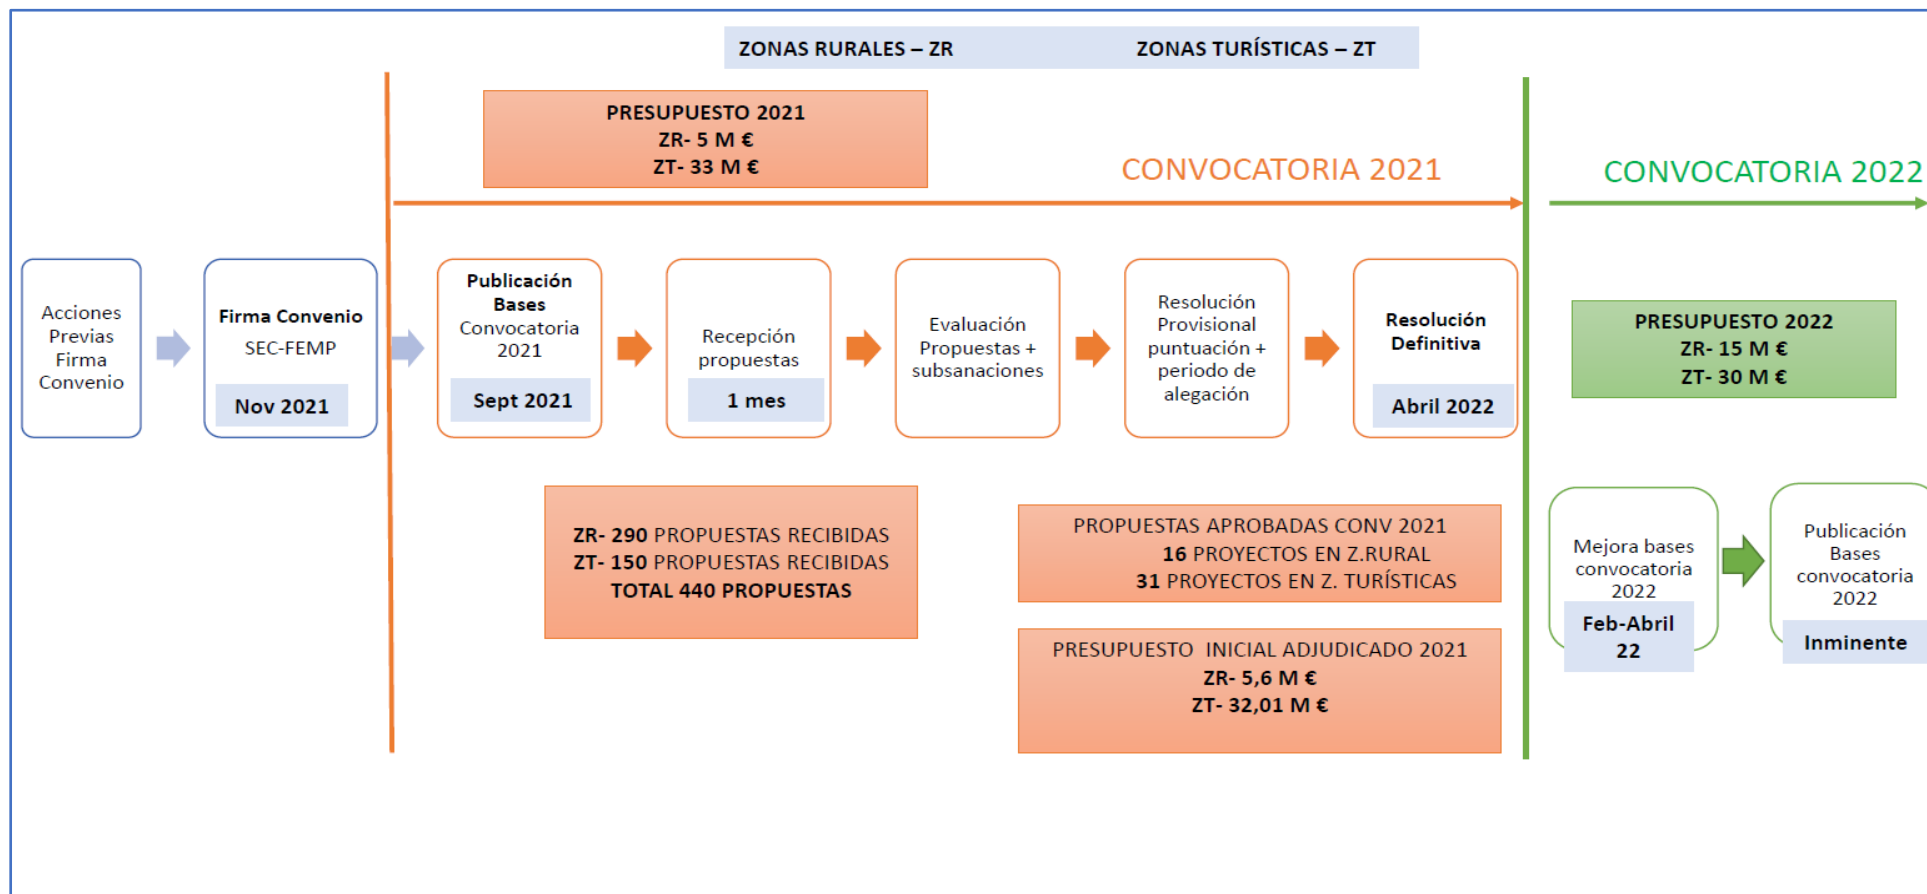 ZONAS RURALES – ZR
ZONAS TURÍSTICAS – ZT
PRESUPUESTO 2021
ZR- 5 M €
ZT- 33 M €
CONVOCATORIA 2021
CONVOCATORIA 2022
Acciones
Previas
Firma
Convenio
Firma Convenio
SEC-FEMP
Nov 2021
Publicación
Bases
Convocatoria
2021
Sept 2021
Recepción
propuestas
1 mes
Evaluación
Propuestas +
subsanaciones
Resolución
Provisional
puntuación +
periodo de
alegación
Resolución
Definitiva
Abril 2022
PRESUPUESTO 2022
ZR- 15 M €
ZT- 30 M €
ZR- 290 PROPUESTAS RECIBIDAS
ZT- 150 PROPUESTAS RECIBIDAS
TOTAL 440 PROPUESTAS
PROPUESTAS APROBADAS CONV 2021
16 PROYECTOS EN Z.RURAL
31 PROYECTOS EN Z. TURÍSTICAS
PRESUPUESTO INICIAL ADJUDICADO 2021
ZR- 5,6 M €
ZT- 32,01 M €
Mejora bases
convocatoria
2022
Feb-Abril
22
Publicación
Bases
convocatoria
2022
Inminente